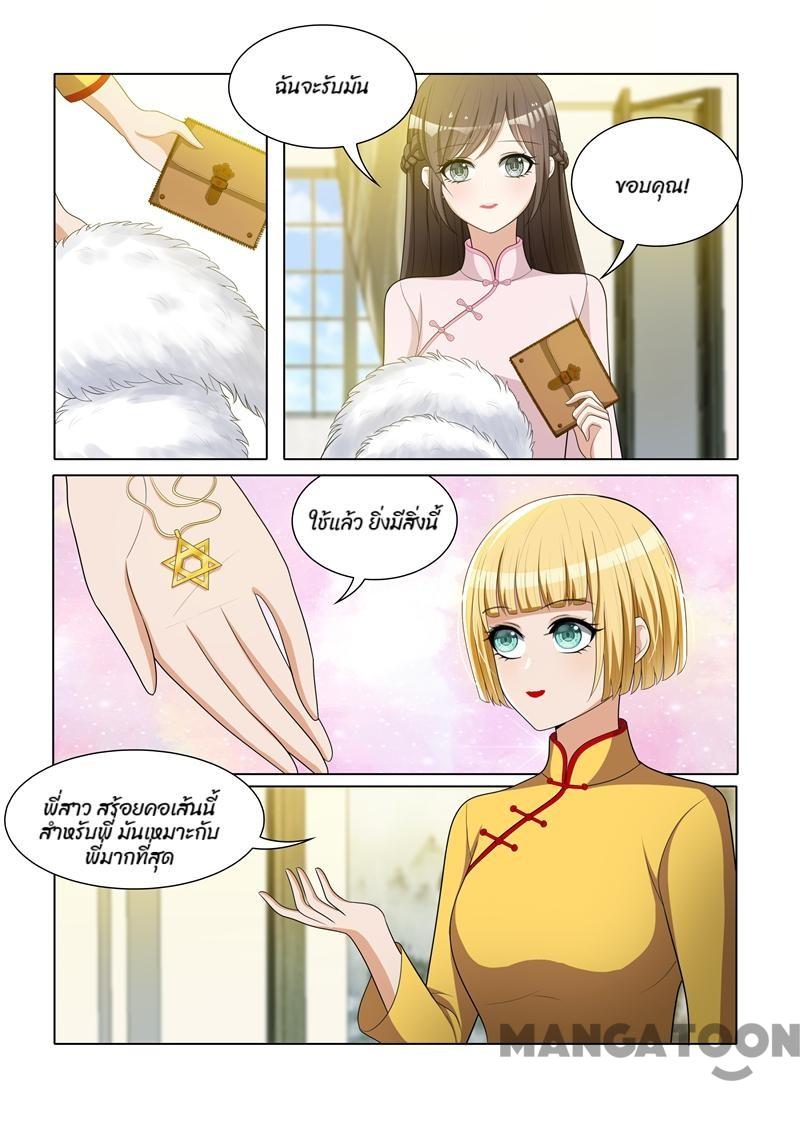 ฉันจะรับมัน
ขอบคุณ!
ใช้แล้ว ยิ่งมีสิ่งนี้
พี่สาว สร้อยคอเส้นนี้
สำหรับพี่ มันเหมาะกับ
พี่มากที่สุด
MANGATOON